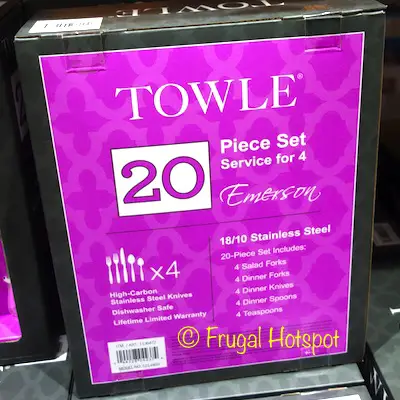 TOWLE®
20
Piece Set
Service for 4
Emerson
x4
High-Carbon
Stainless Steel Knives
Dishwasher Safe
Lifetime Limited Warranty
18/10 Stainless Steel
20-Piece Set Includes:
4 Salad Forks
4 Dinner Forks
4 Dinner Knives
4 Dinner Spoons
4 Teaspoons
© Frugal Hotspot